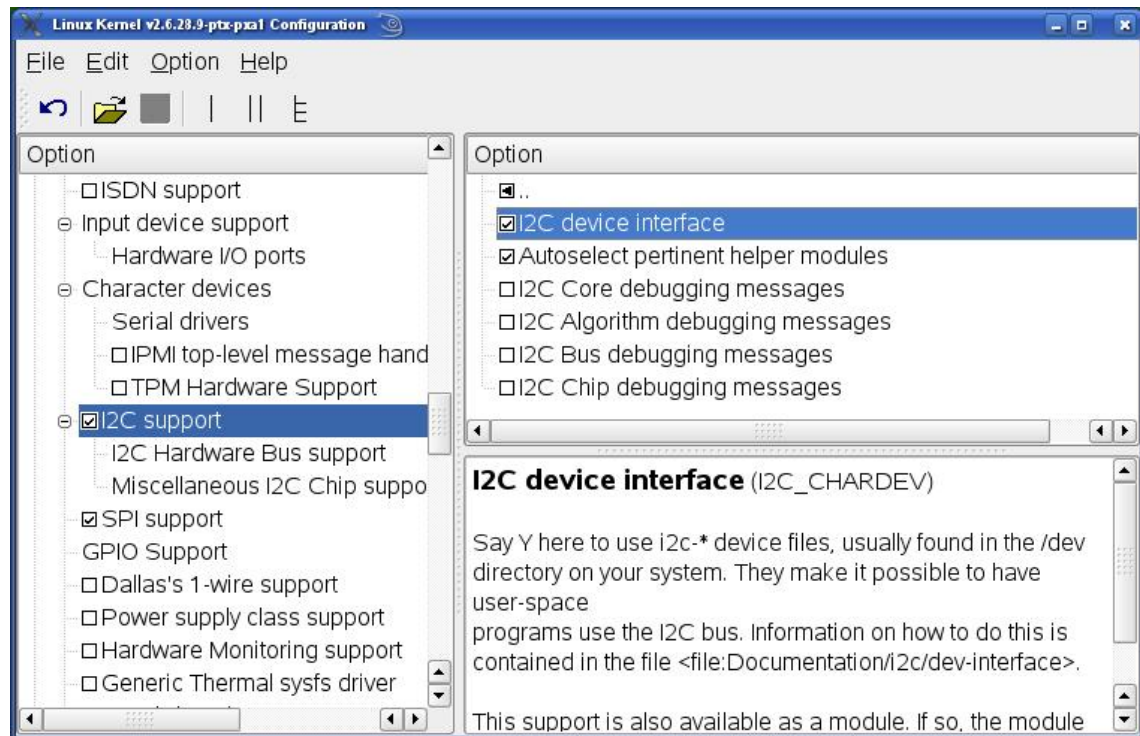 Linux Kernel v2.6.28.9-ptx-pxa1 Configuration
File Edit Option Help
Option
ISDN support
Input device support
Hardware I/O ports
Character devices
Serial drivers
IPMI top-level message hand
TPM Hardware Support
I2C support
I2C Hardware Bus support
Miscellaneous I2C Chip suppo
SPI support
GPIO Support
Dallas's 1-wire support
Power supply class support
Hardware Monitoring support
Generic Thermal sysfs driver
Option
..
I2C device interface
Autoselect pertinent helper modules
I2C Core debugging messages
I2C Algorithm debugging messages
I2C Bus debugging messages
I2C Chip debugging messages
I2C device interface (I2C_CHARDEV)
Say Y here to use i2c-* device files, usually found in the /dev
directory on your system. They make it possible to have
user-space
programs use the I2C bus. Information on how to do this is
contained in the file <file:Documentation/i2c/dev-interface>.
This support is also available as a module. If so, the module